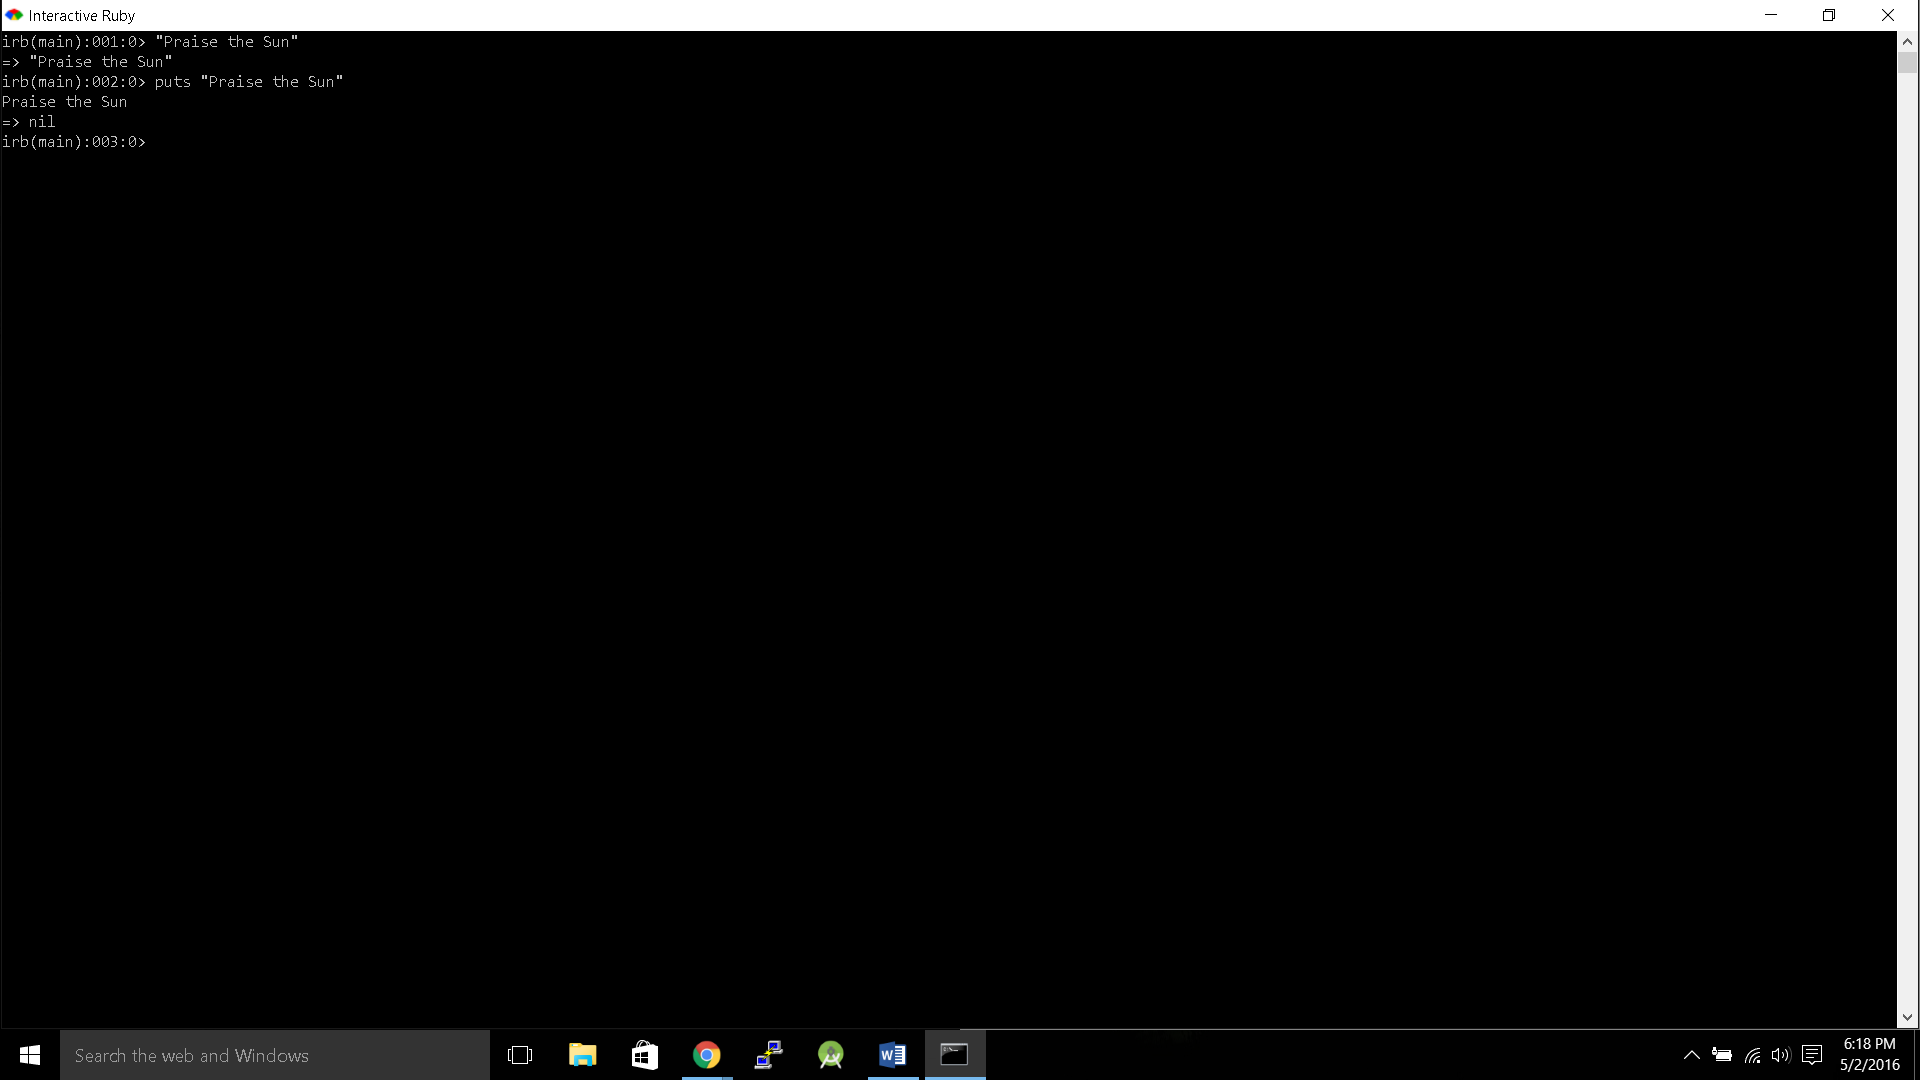 Interactive Ruby
irb(main):001:0> "Praise the Sun"
=> "Praise the Sun"
irb(main):002:0> puts "Praise the Sun"
Praise the Sun
=> nil
irb(main):003:0>
Search the web and Windows
6:18 PM
5/2/2016